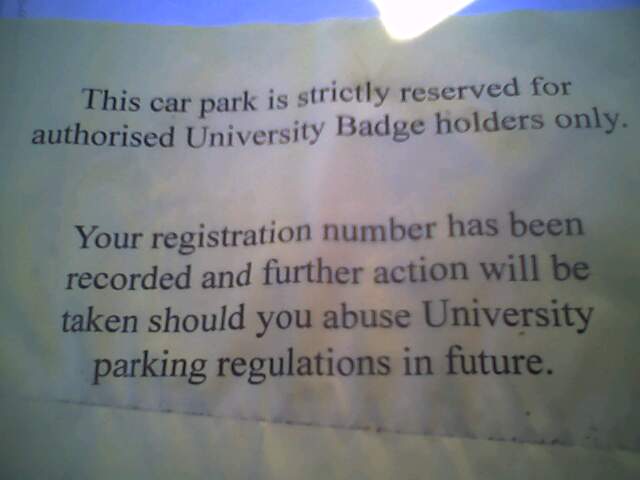 This car park is strictly reserved for
authorised University Badge holders only.
Your registration number has been
recorded and further action will be
taken should you abuse University
parking regulations in future.